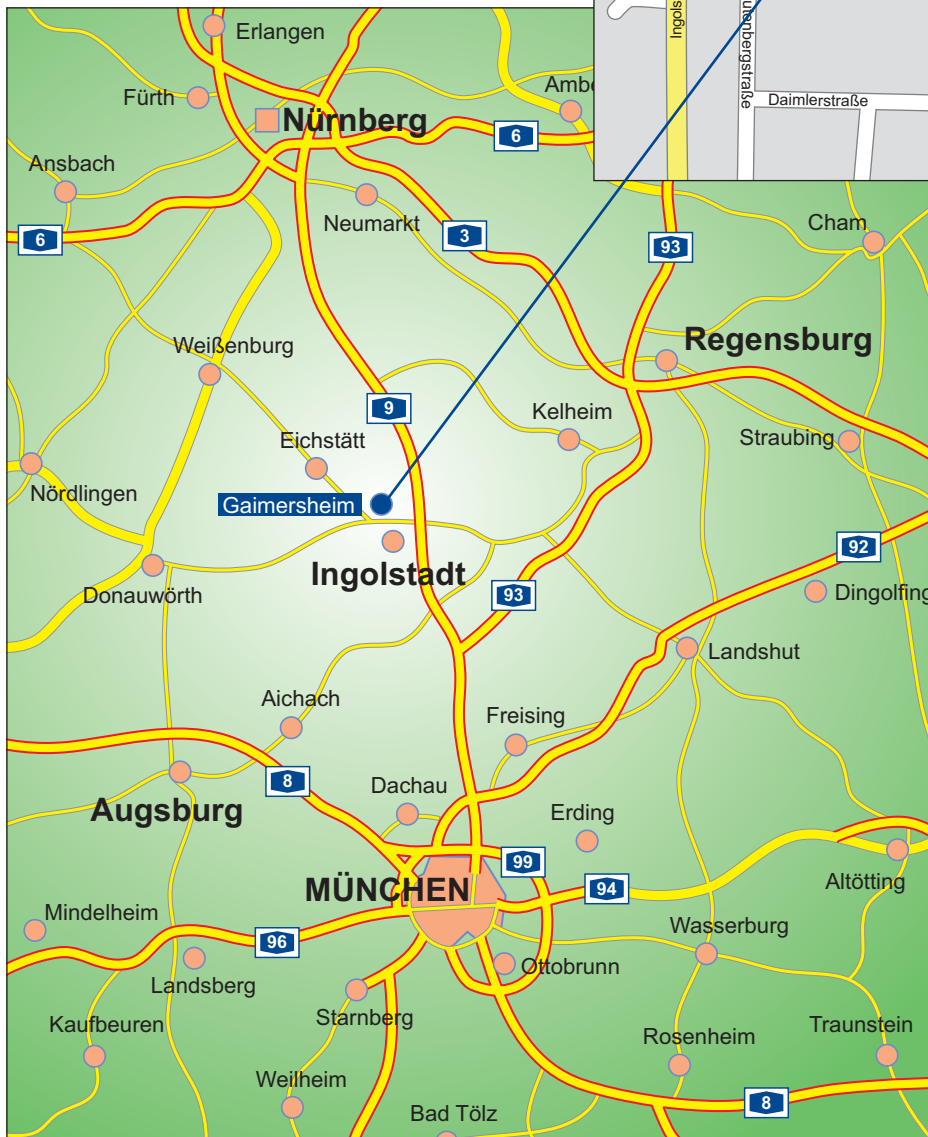 Erlangen
Fürth
Nürnberg
Ansbach
6
6
Neumarkt
3
93
Cham
Daimlerstraße
Weißenburg
Regensburg
9
Kelheim
Straubing
Eichstätt
Nördlingen
Gaimersheim
Ingolstadt
92
Donauwörth
93
Dingolfing
Landshut
Aichach
Freising
8
Dachau
Augsburg
Erding
99
MÜNCHEN
94
Altötting
Mindelheim
96
Wasserburg
Landsberg
Ottobrunn
Starnberg
Kaufbeuren
Rosenheim
Traunstein
Weilheim
8
Bad Tölz